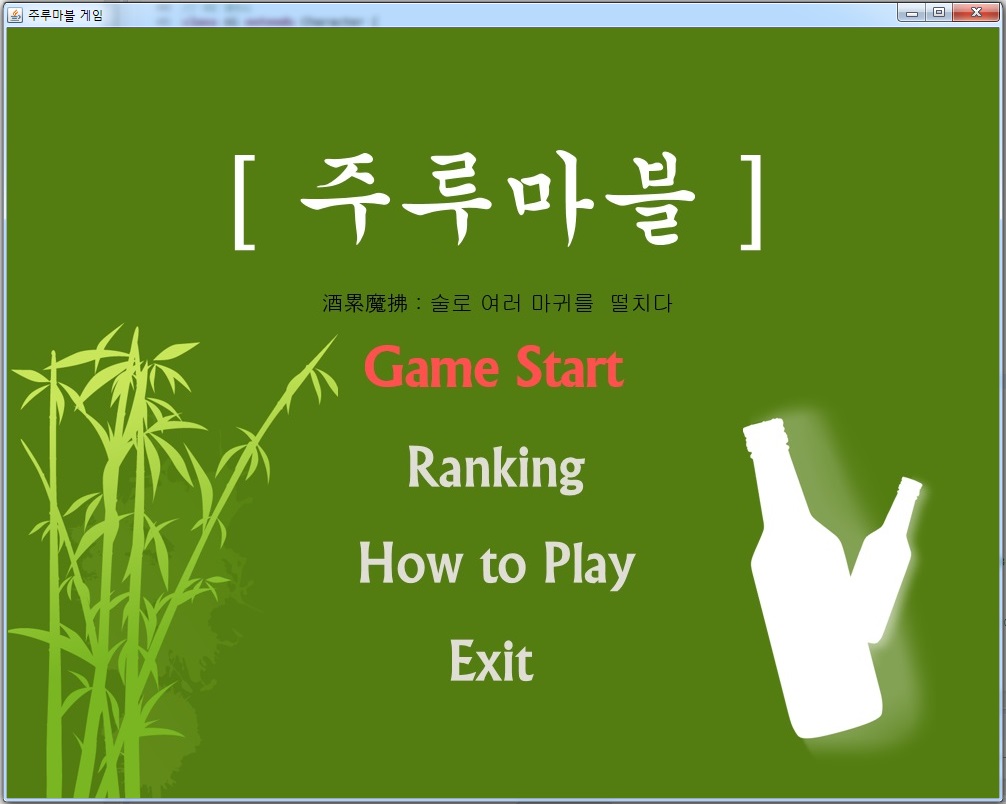 주루마블 게임
[ 주루마블 ]
酒累魔拂 : 술로 여러 마귀를 떨치다
Game Start
Ranking
How to Play
Exit